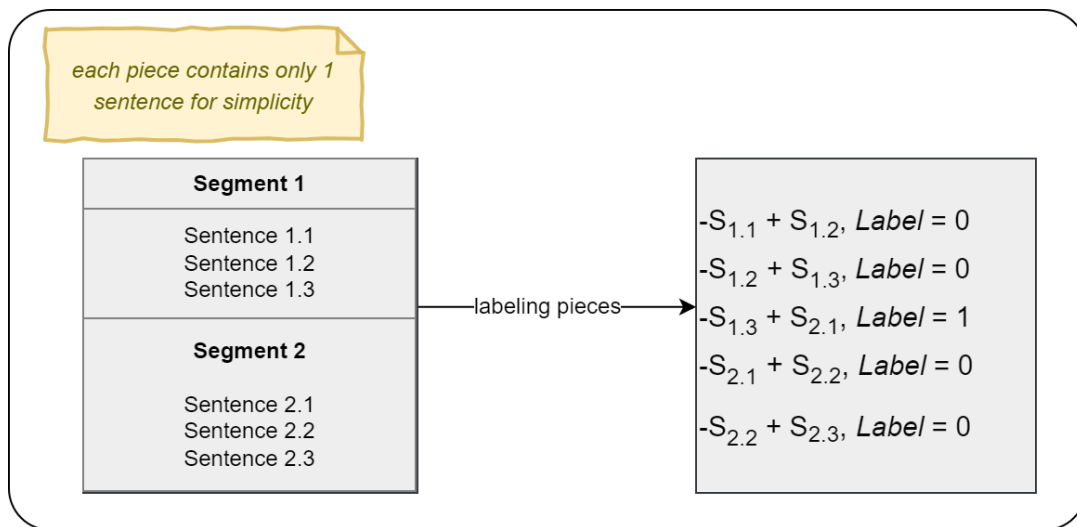 each piece contains only 1
sentence for simplicity
Segment 1
Sentence 1.1
Sentence 1.2
Sentence 1.3
Segment 2
Sentence 2.1
Sentence 2.2
Sentence 2.3
labeling pieces
-S1.1 + S1.2, Label = 0
-S1.2 + S1.3, Label = 0
-S1.3 + S2.1, Label = 1
-S2.1 + S2.2, Label = 0
-S2.2 + S2.3, Label = 0